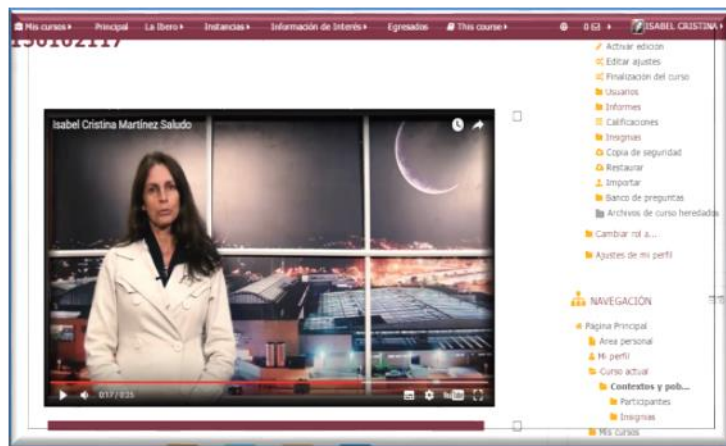 Mis cursos Principal La Ibero Instancias Información de Interés Egresados This course 0 ISABEL CRISTINA
Activar edición
Editar ajustes
Finalización del curso
Usuarios
Informes
Calificaciones
Insignias
Copia de seguridad
Restaurar
Importar
Banco de preguntas
Archivos de curso heredados
Cambiar rol a...
Ajustes de mi perfil
Isabel Cristina Martínez Saludo
0:17 / 0:35
YouTube
NAVEGACIÓN
Página Principal
Área personal
Mi perfil
Curso actual
Contextos y pob...
Participantes
Insignias
Mis cursos